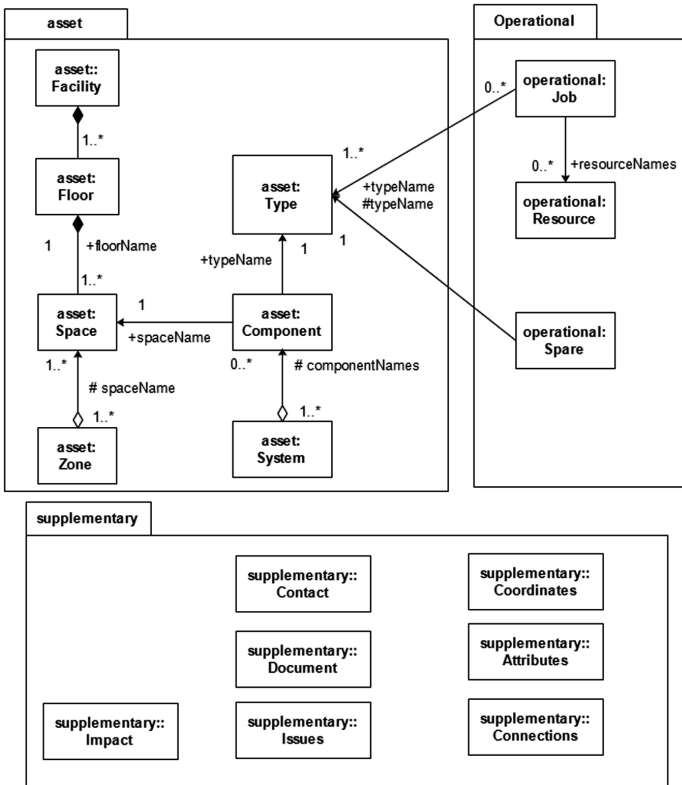 asset
asset::
Facility
1..*
asset:
Floor
1
+floorName
1..*
asset:
Space
1
+spaceName
1..*
# spaceName
1..*
asset:
Zone
asset:
Type
1..*
+typeName
#typeName
1
1
+typeName
asset:
Component
0..*
# componentNames
1..*
asset:
System
Operational
0..*
operational:
Job
0..*
+resourceNames
operational:
Resource
operational:
Spare
supplementary
supplementary::
Contact
supplementary::
Coordinates
supplementary::
Document
supplementary::
Attributes
supplementary::
Impact
supplementary::
Issues
supplementary::
Connections